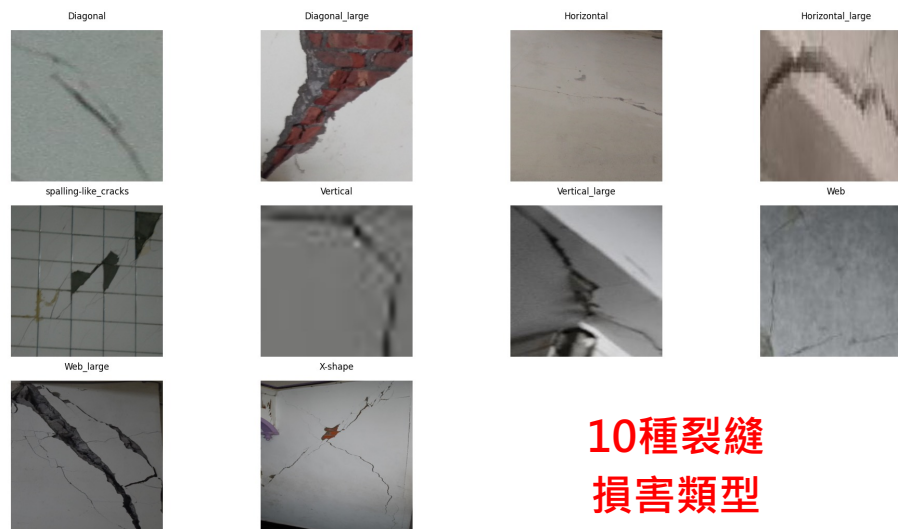 Diagonal
Diagonal_large
Horizontal
Horizontal_large
spalling-like_cracks
Vertical
Vertical_large
Web
Web_large
X-shape
10種裂縫
損害類型